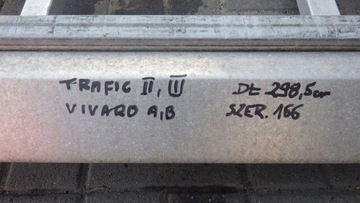 TRAFIC II, III DŁ 298,5cm
VIVARO A,B SZER. 166